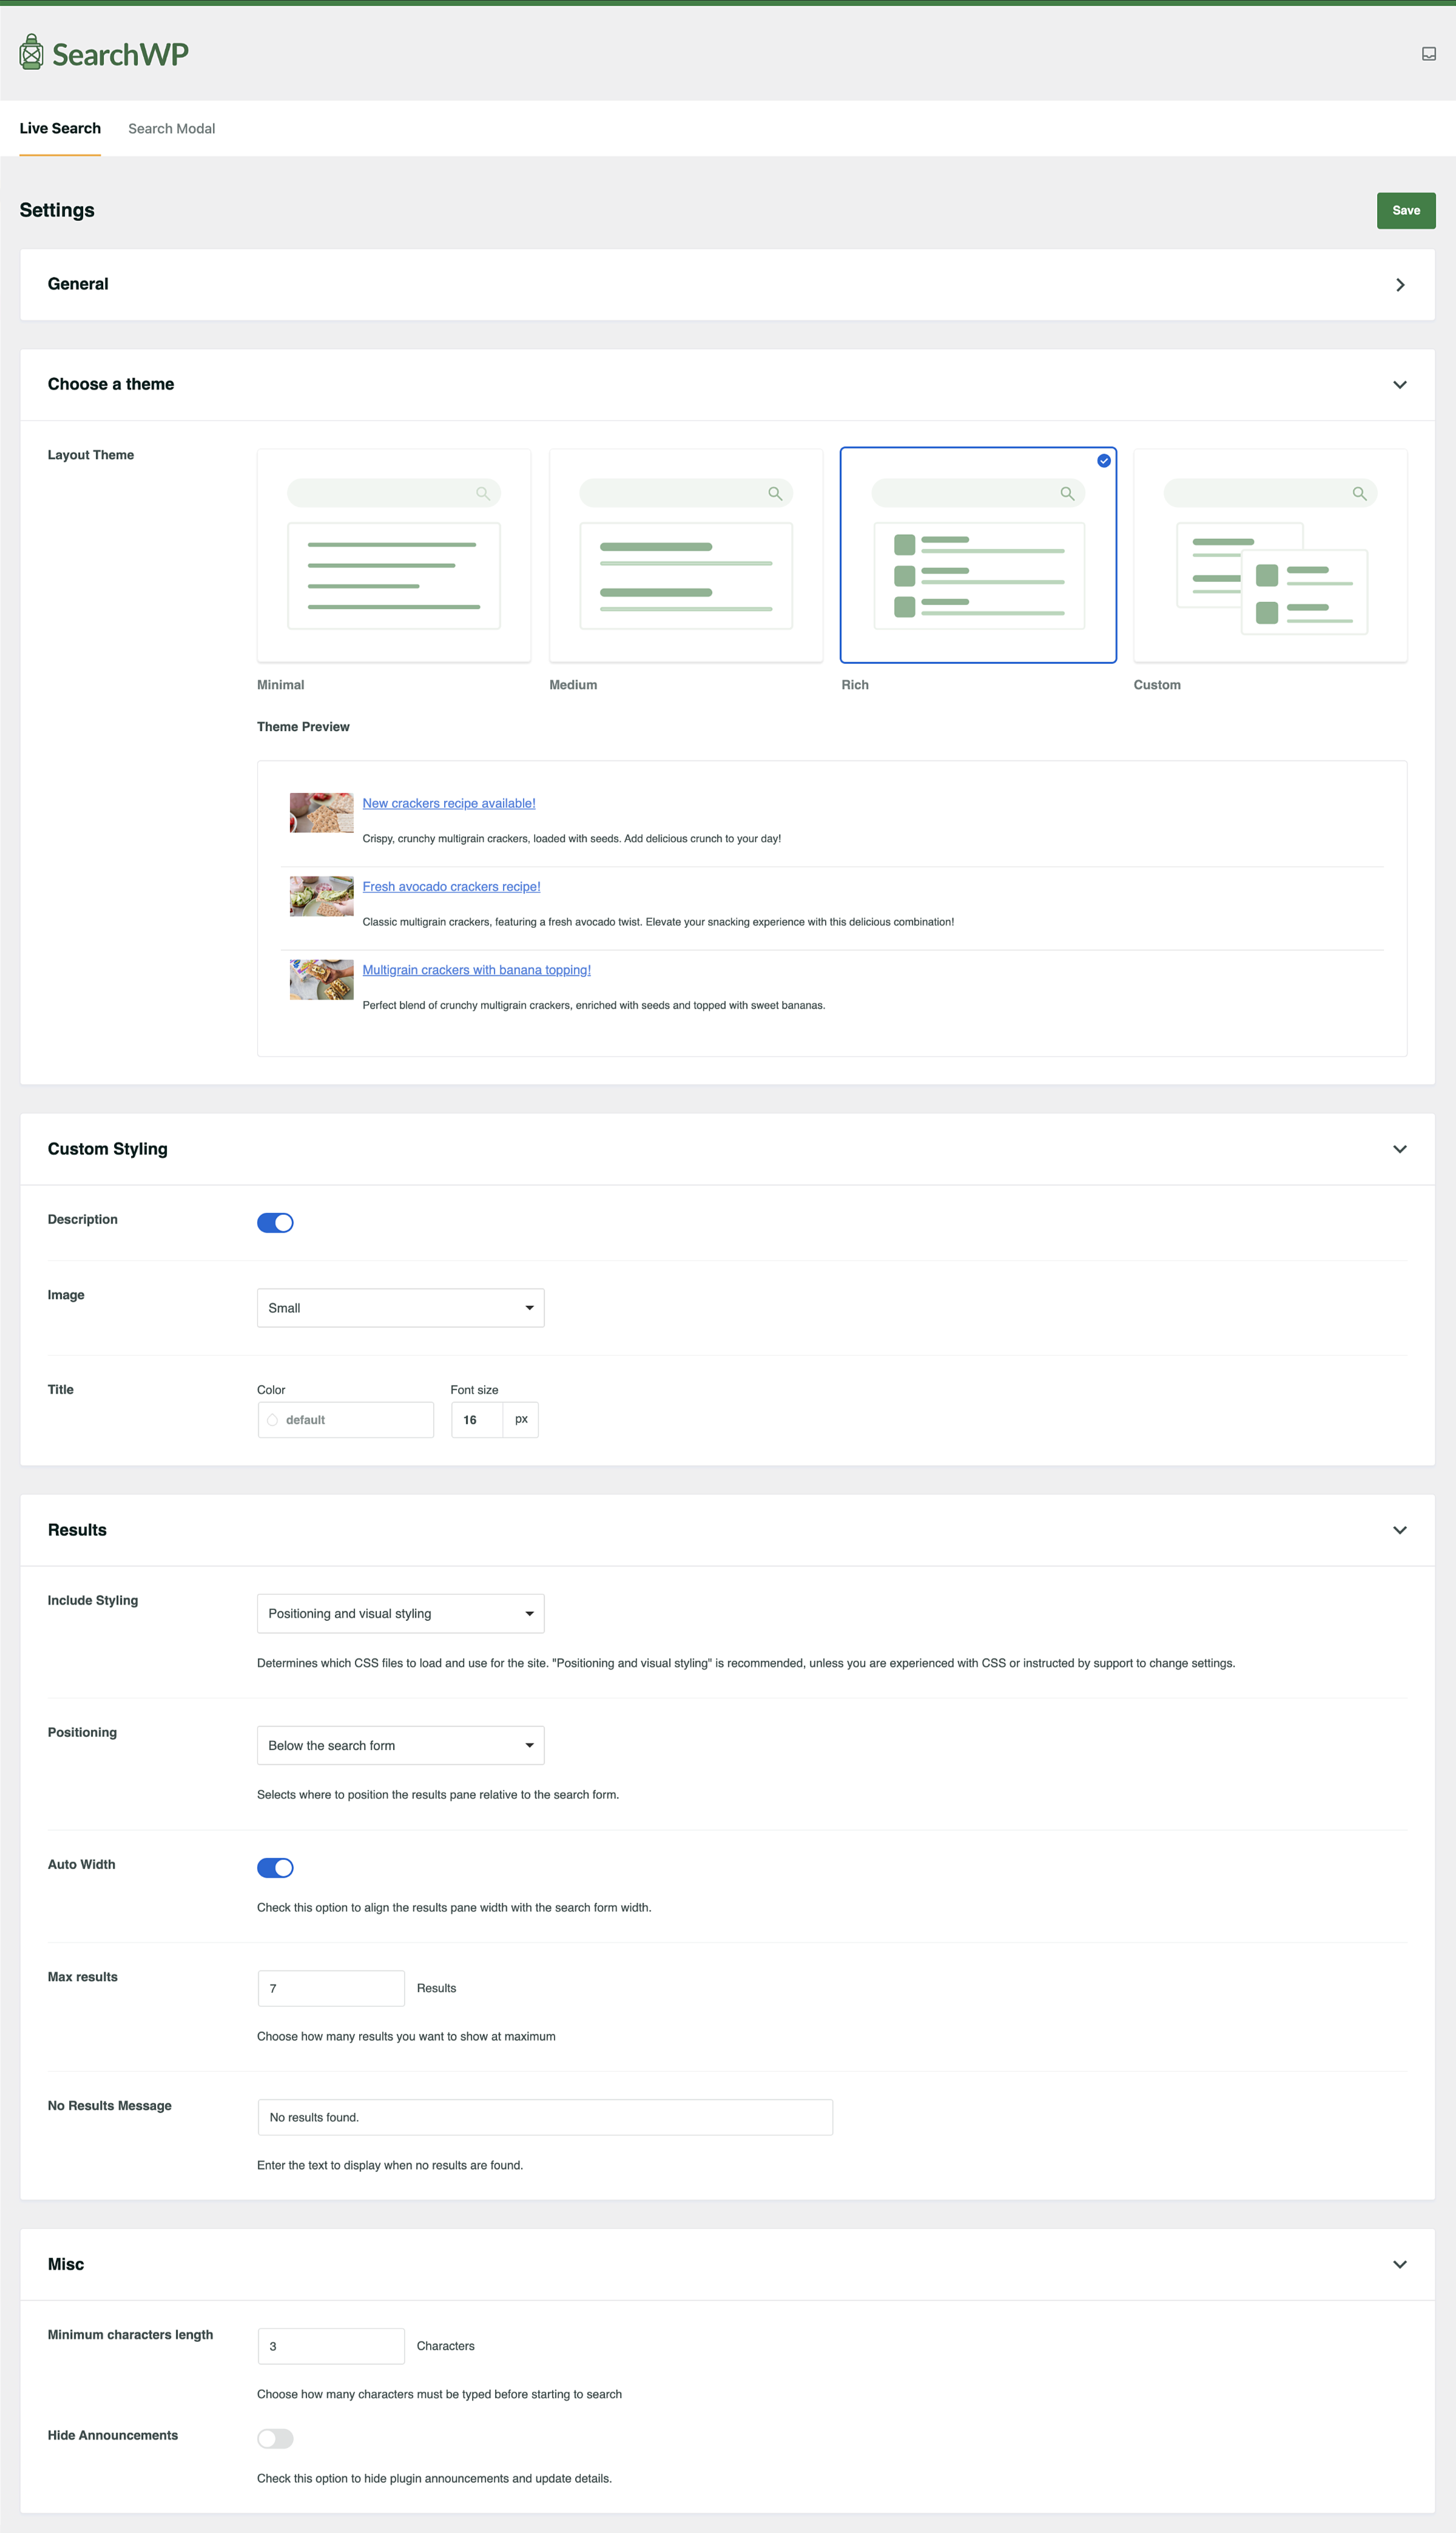 SearchWP
Live Search
Search Modal
Settings
Save
General
Choose a theme
Layout Theme
Minimal
Medium
Rich
Custom
Theme Preview
New crackers recipe available!
Crispy, crunchy multigrain crackers, loaded with seeds. Add delicious crunch to your day!
Fresh avocado crackers recipe!
Classic multigrain crackers, featuring a fresh avocado twist. Elevate your snacking experience with this delicious combination!
Multigrain crackers with banana topping!
Perfect blend of crunchy multigrain crackers, enriched with seeds and topped with sweet bananas.
Custom Styling
Description
Image
Small
Title
Color
Font size
default
16
px
Results
Include Styling
Positioning and visual styling
Determines which CSS files to load and use for the site. "Positioning and visual styling" is recommended, unless you are experienced with CSS or instructed by support to change settings.
Positioning
Below the search form
Selects where to position the results pane relative to the search form.
Auto Width
Check this option to align the results pane width with the search form width.
Max results
7
Results
Choose how many results you want to show at maximum
No Results Message
No results found.
Enter the text to display when no results are found.
Misc
Minimum characters length
3
Characters
Choose how many characters must be typed before starting to search
Hide Announcements
Check this option to hide plugin announcements and update details.